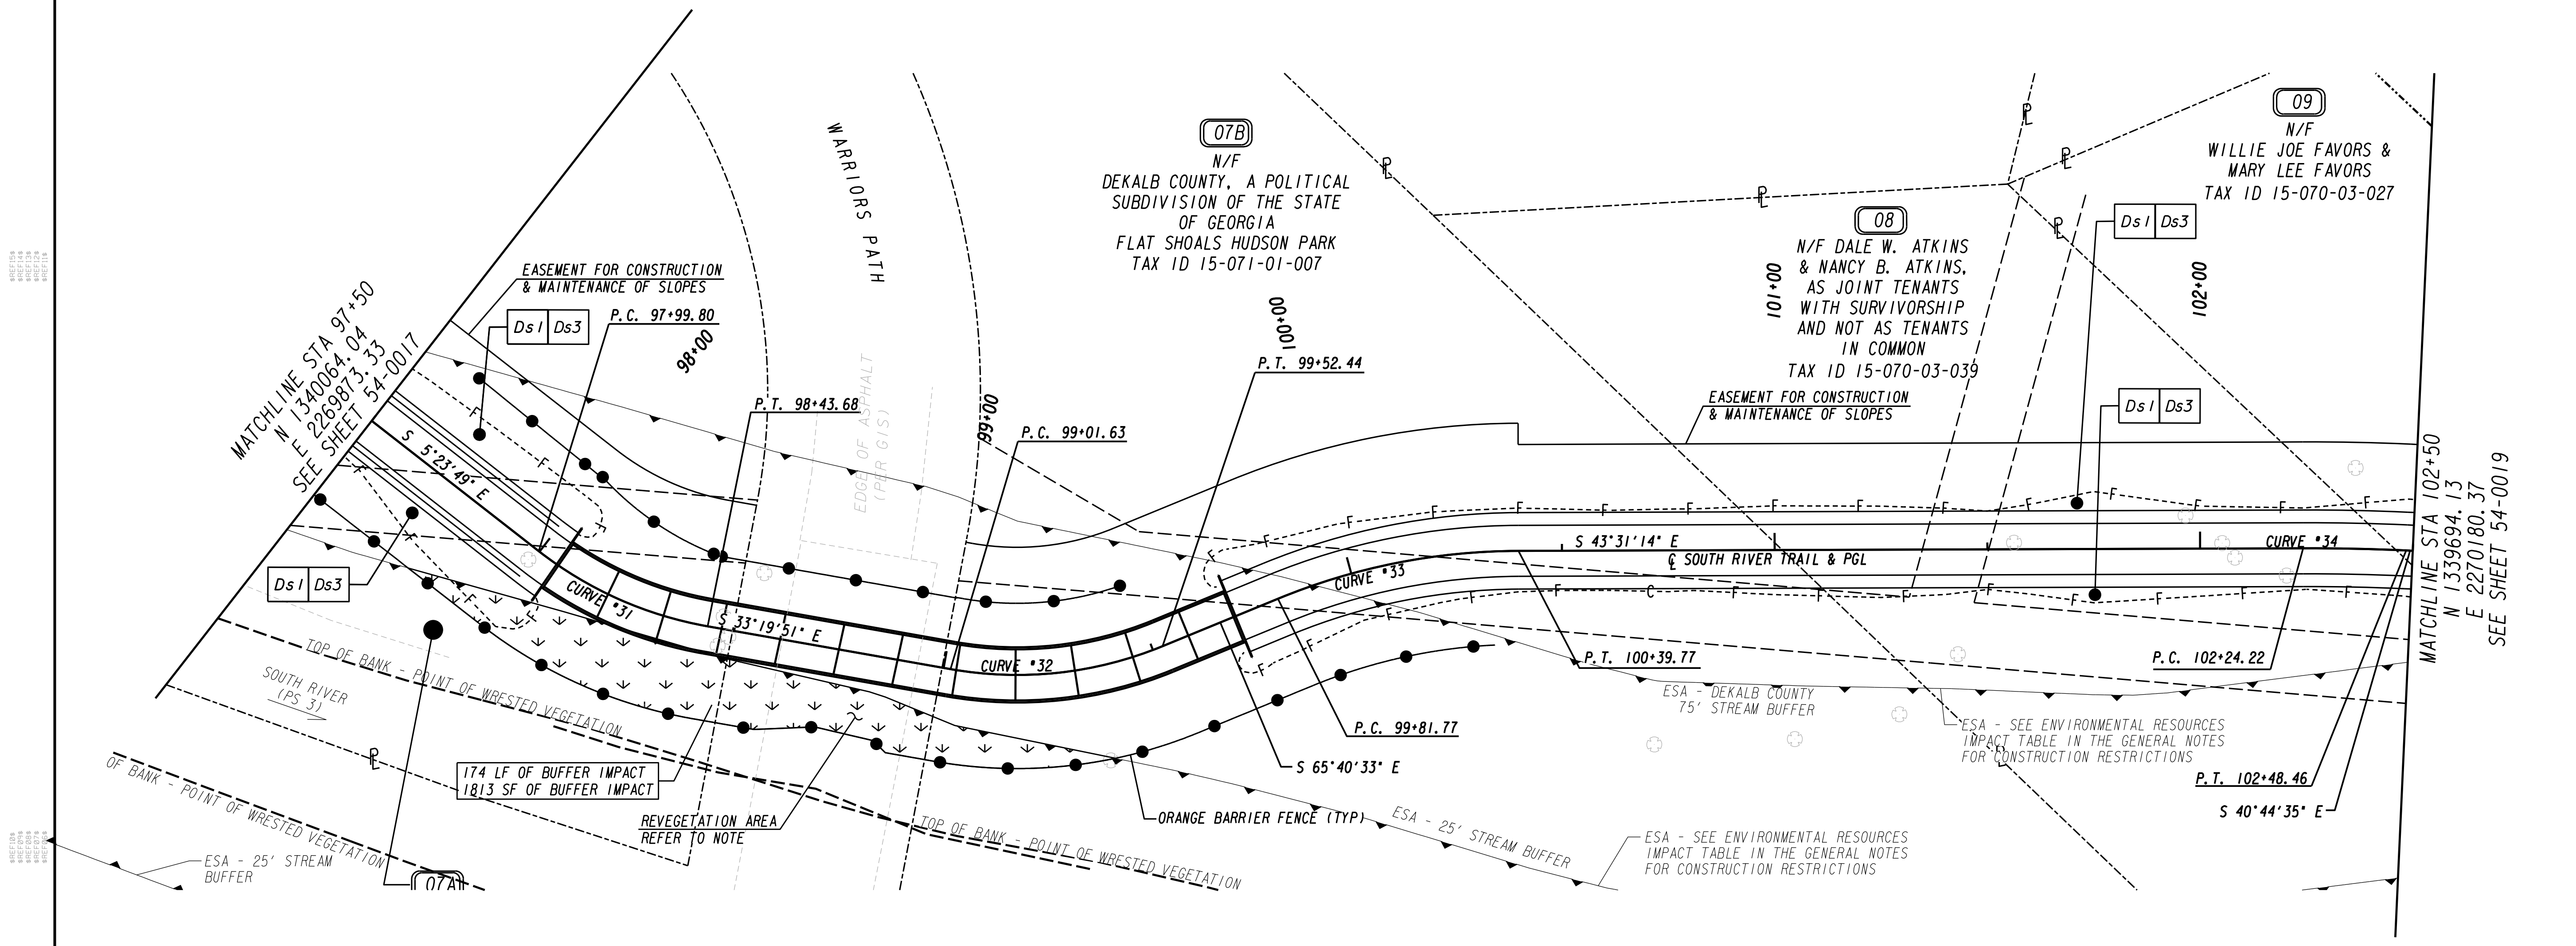 MATCHLINE STA 97+50
N 1340064.04
E 2269873.33
SEE SHEET 54-0017
EASEMENT FOR CONSTRUCTION
& MAINTENANCE OF SLOPES
Ds1 Ds3
P.C. 97+99.80
98+00
S 5°23'49" E
WARRIORS PATH
EDGE OF ASPHALT
(PER GIS)
P.T. 98+43.68
99+00
P.C. 99+01.63
07B
N/F
DEKALB COUNTY, A POLITICAL
SUBDIVISION OF THE STATE
OF GEORGIA
FLAT SHOALS HUDSON PARK
TAX ID 15-071-01-007
100+00
P.T. 99+52.44
101+00
08
N/F DALE W. ATKINS
& NANCY B. ATKINS,
AS JOINT TENANTS
WITH SURVIVORSHIP
AND NOT AS TENANTS
IN COMMON
TAX ID 15-070-03-039
EASEMENT FOR CONSTRUCTION
& MAINTENANCE OF SLOPES
09
N/F
WILLIE JOE FAVORS &
MARY LEE FAVORS
TAX ID 15-070-03-027
Ds1 Ds3
102+00
Ds1 Ds3
MATCHLINE STA 102+50
N 1339694.13
E 2270180.37
SEE SHEET 54-0019
Ds1 Ds3
CURVE #31
S 33°19'51" E
CURVE #32
CURVE #33
S 43°31'14" E
℄ SOUTH RIVER TRAIL & PGL
CURVE #34
TOP OF BANK - POINT OF WRESTED VEGETATION
SOUTH RIVER
(PS 3)
OF BANK - POINT OF WRESTED VEGETATION
ESA - 25' STREAM
BUFFER
07A
174 LF OF BUFFER IMPACT
1813 SF OF BUFFER IMPACT
REVEGETATION AREA
REFER TO NOTE
TOP OF BANK - POINT OF WRESTED VEGETATION
ORANGE BARRIER FENCE (TYP)
S 65°40'33" E
P.C. 99+81.77
P.T. 100+39.77
ESA - DEKALB COUNTY
75' STREAM BUFFER
ESA - 25' STREAM BUFFER
ESA - SEE ENVIRONMENTAL RESOURCES
IMPACT TABLE IN THE GENERAL NOTES
FOR CONSTRUCTION RESTRICTIONS
P.C. 102+24.22
ESA - SEE ENVIRONMENTAL RESOURCES
IMPACT TABLE IN THE GENERAL NOTES
FOR CONSTRUCTION RESTRICTIONS
P.T. 102+48.46
S 40°44'35" E